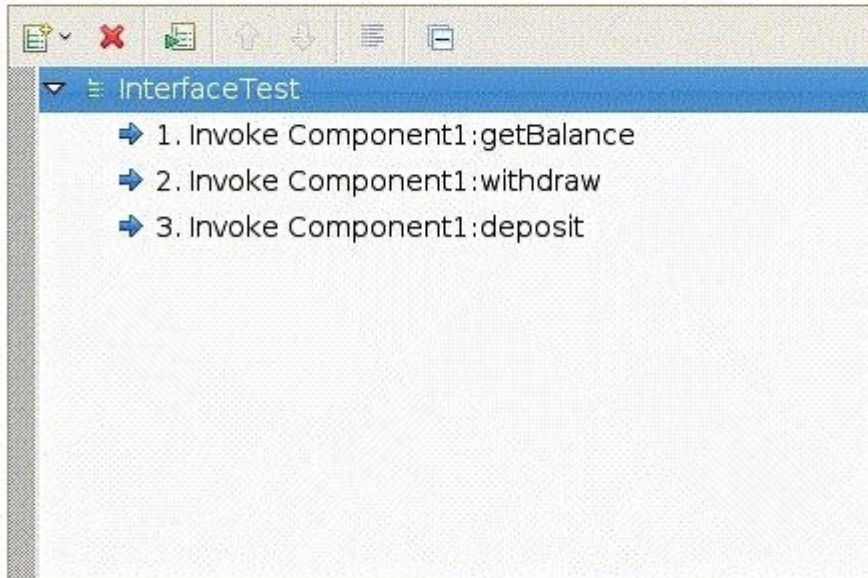 InterfaceTest
1. Invoke Component1:getBalance
2. Invoke Component1:withdraw
3. Invoke Component1:deposit